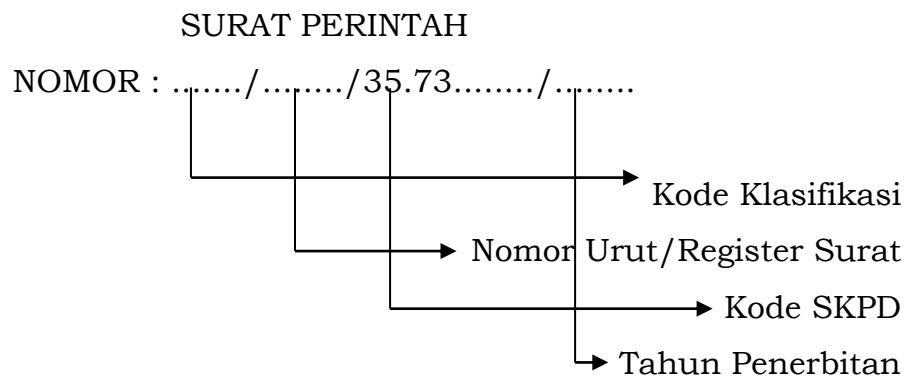 SURAT PERINTAH
NOMOR : ......./......../35.73......../........
Kode Klasifikasi
Nomor Urut/Register Surat
Kode SKPD
Tahun Penerbitan